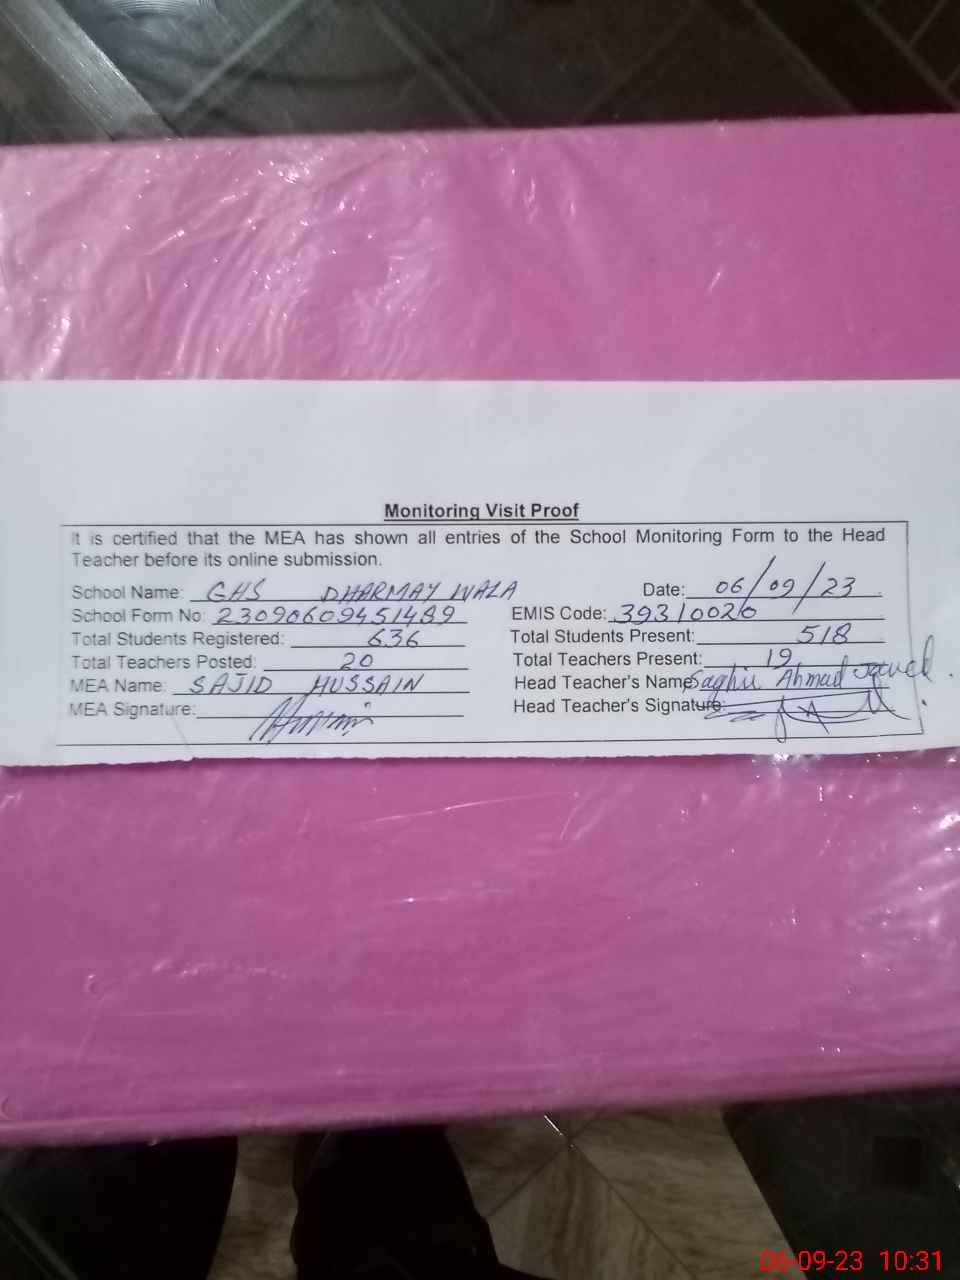 Monitoring Visit Proof
It is certified that the MEA has shown all entries of the School Monitoring Form to the Head
Teacher before its online submission.
School Name: GHS DHARMAY WALA Date: 06/09/23
School Form No: 23090609451489 EMIS Code: 39310020
Total Students Registered: 636 Total Students Present: 518
Total Teachers Posted: 20 Total Teachers Present: 19
MEA Name: SAJID HUSSAIN Head Teacher's Name: Saghir Ahmad Javed
MEA Signature: Head Teacher's Signature:
06-09-23 10:31